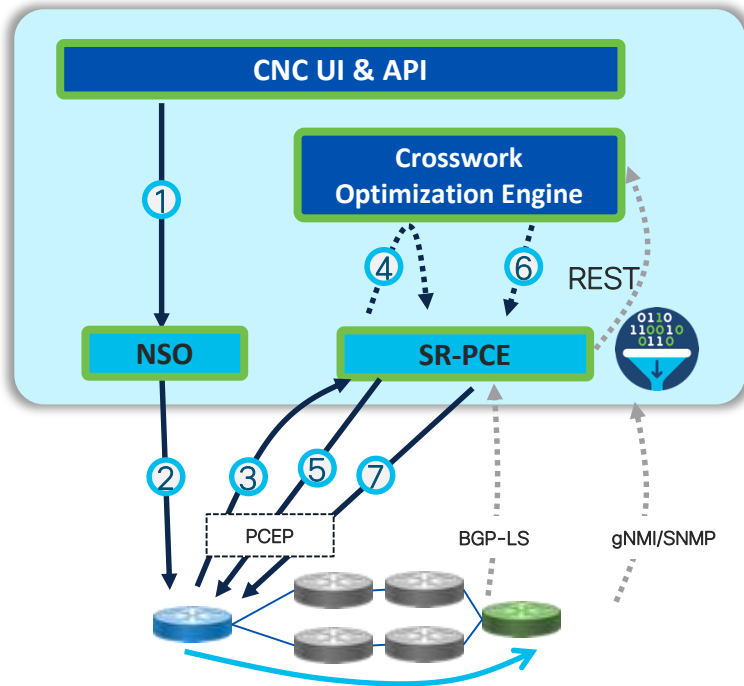 CNC UI & API
Crosswork
Optimization Engine
1
4
6
REST
0110
110010
0110
NSO
SR-PCE
2
3
5
7
PCEP
BGP-LS
gNMI/SNMP